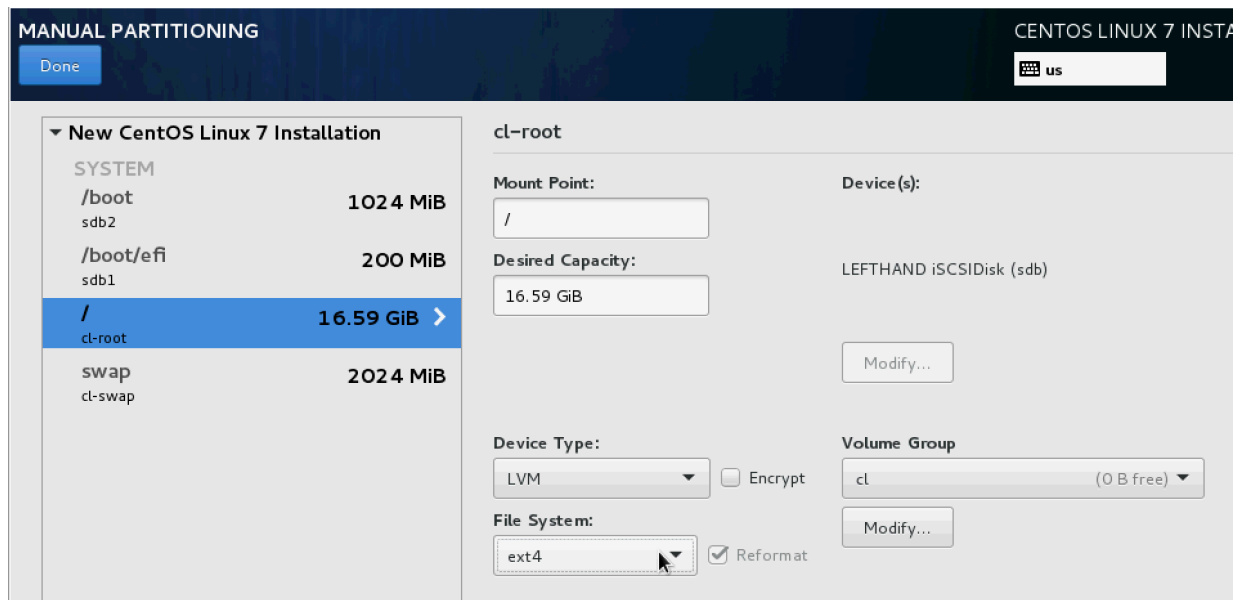 MANUAL PARTITIONING
CENTOS LINUX 7 INSTA
Done
us
New CentOS Linux 7 Installation
SYSTEM
/boot
1024 MiB
sdb2
/boot/efi
200 MiB
sdb1
/
16.59 GiB
cl-root
swap
2024 MiB
cl-swap
cl-root
Mount Point:
/
Desired Capacity:
16.59 GiB
Device(s):
LEFTHAND iSCSIDisk (sdb)
Modify...
Device Type:
LVM
Encrypt
Volume Group
cl
(0 B free)
Modify...
File System:
ext4
Reformat